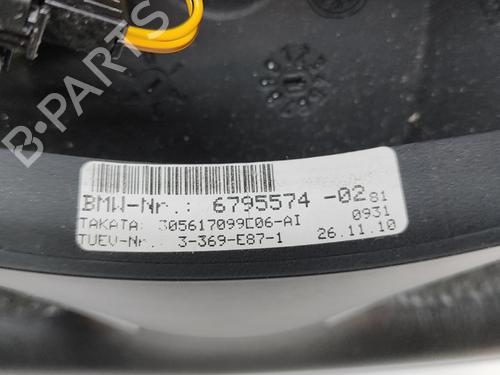 BMW-Nr.: 6795574 -02 81
TAKATA: 305617099E06-AI 0931
TUEV-Nr. 3-369-E87-1 26.11.10
B-PARTS